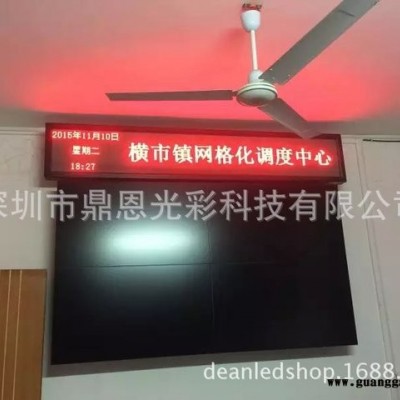 2015年11月10日
星期二
18:27
横市镇网格化调度中心
深圳市鼎恩光彩科技有限公司
deanledshop.1688.
www.guangga